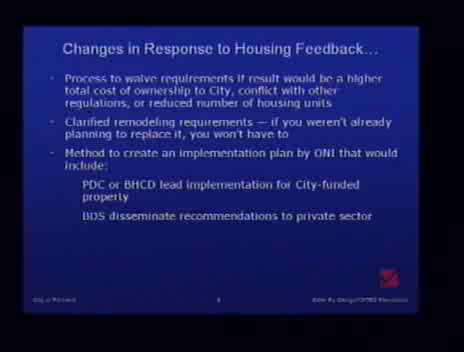 Changes in Response to Housing Feedback...
- Process to waive requirements if result would be a higher
total cost of ownership to City, conflict with other
regulations, or reduced number of housing units
- Clarified remodeling requirements — if you weren't already
planning to replace it, you won't have to
- Method to create an implementation plan by ONI that would
include:
PDC or BHCD lead implementation for City-funded
property
BDS disseminate recommendations to private sector
City of Portland